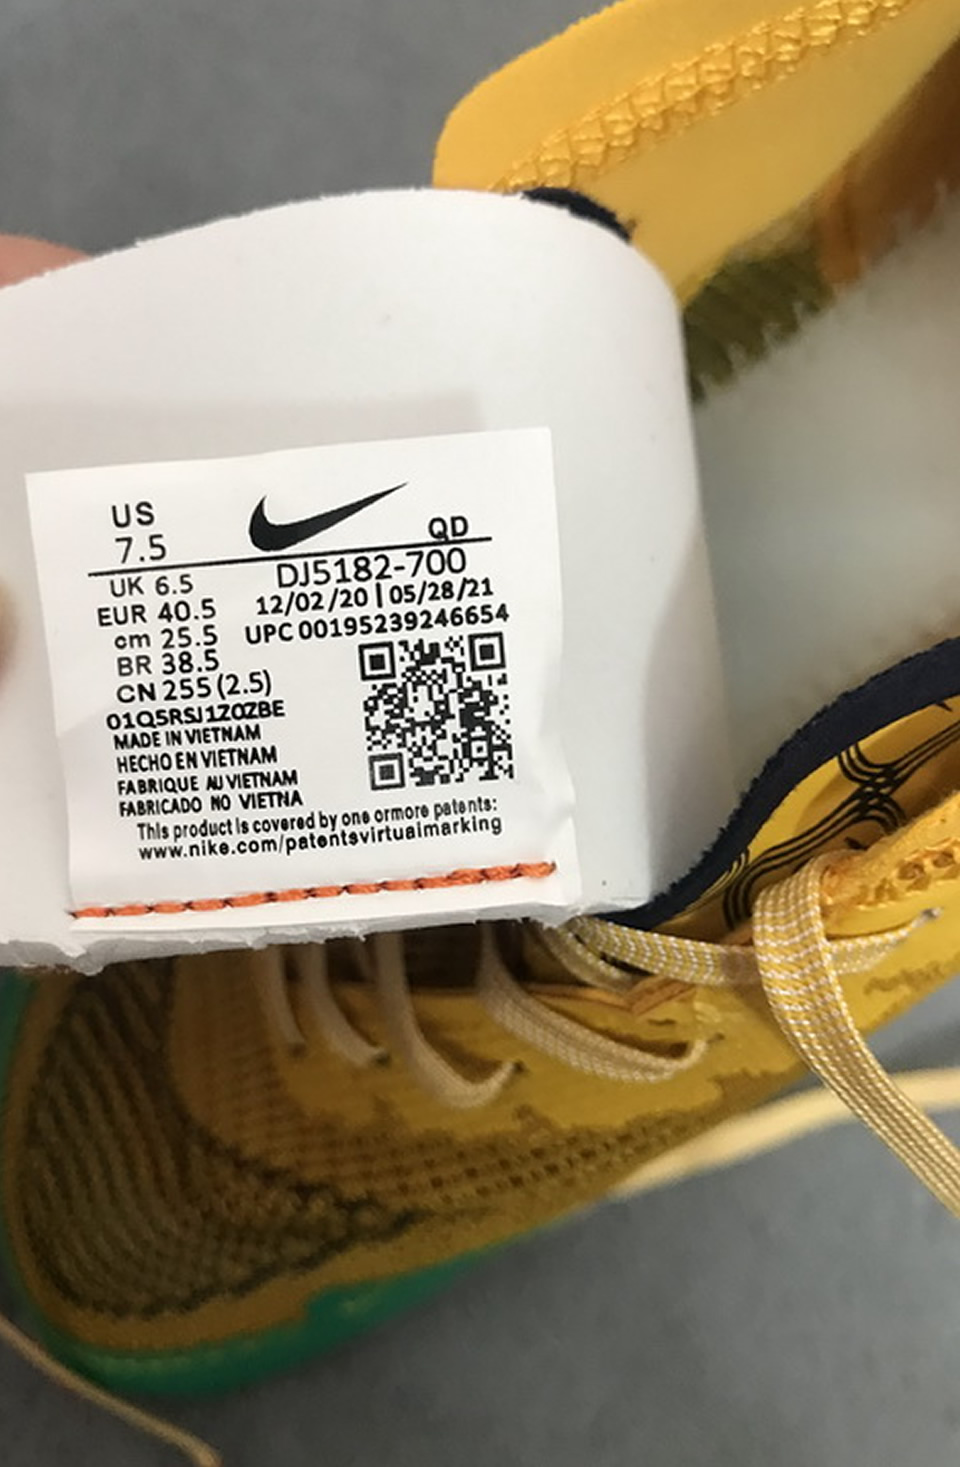 US
7.5
QD
UK 6.5
EUR 40.5
cm 25.5
BR 38.5
CN 255 (2.5)
DJ5182-700
12/02/20 | 05/28/21
UPC 00195239246654
01Q5RSJ1Z0ZBE
MADE IN VIETNAM
HECHO EN VIETNAM
FABRIQUE AU VIETNAM
FABRICADO NO VIETNA
This product is covered by one ormore patents:
www.nike.com/patentsvirtuaimarking